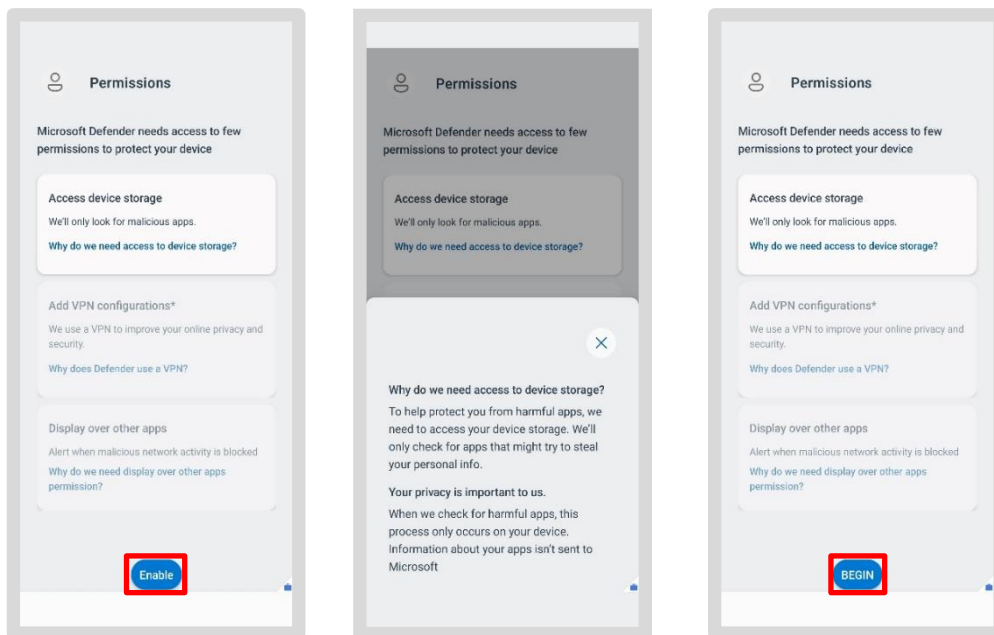 Permissions
Microsoft Defender needs access to few
permissions to protect your device
Access device storage
We'll only look for malicious apps.
Why do we need access to device storage?
Add VPN configurations*
We use a VPN to improve your online privacy and
security.
Why does Defender use a VPN?
Display over other apps
Alert when malicious network activity is blocked
Why do we need display over other apps
permission?
Enable
Permissions
Microsoft Defender needs access to few
permissions to protect your device
Access device storage
We'll only look for malicious apps.
Why do we need access to device storage?
Why do we need access to device storage?
To help protect you from harmful apps, we
need to access your device storage. We'll
only check for apps that might try to steal
your personal info.
Your privacy is important to us.
When we check for harmful apps, this
process only occurs on your device.
Information about your apps isn't sent to
Microsoft
Permissions
Microsoft Defender needs access to few
permissions to protect your device
Access device storage
We'll only look for malicious apps.
Why do we need access to device storage?
Add VPN configurations*
We use a VPN to improve your online privacy and
security.
Why does Defender use a VPN?
Display over other apps
Alert when malicious network activity is blocked
Why do we need display over other apps
permission?
BEGIN